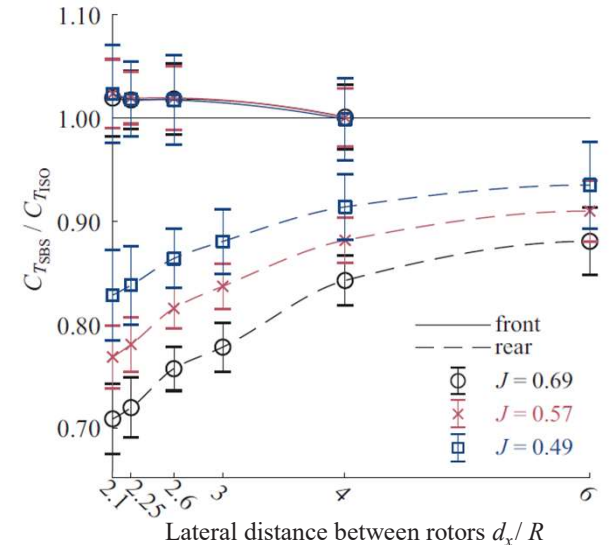 1.10
1.00
0.90
0.80
0.70
C_TSBS / C_TISO
front
rear
J = 0.69
J = 0.57
J = 0.49
2.1 2.25 2.6 3 4 6
Lateral distance between rotors d_x/ R